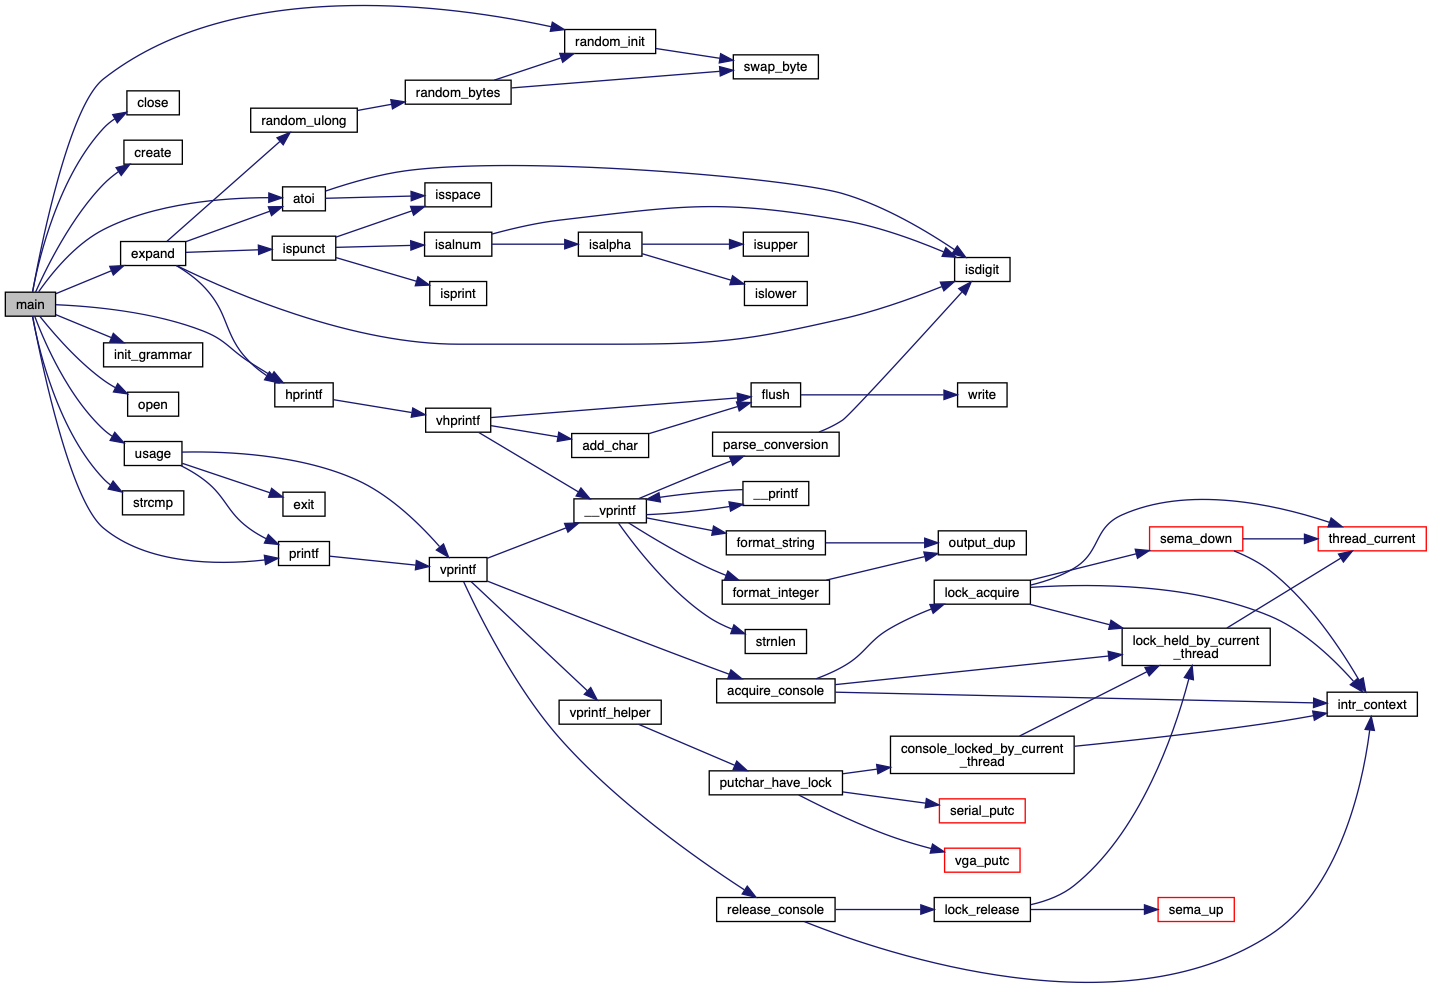 random_init
swap_byte
close
random_bytes
random_ulong
create
isspace
atoi
ispunct
isalnum
isalpha
isupper
expand
isdigit
isprint
islower
main
init_grammar
hprintf
flush
write
open
vhprintf
add_char
parse_conversion
usage
__printf
strcmp
exit
__vprintf
format_string
output_dup
sema_down
thread_current
printf
vprintf
format_integer
lock_acquire
strnlen
lock_held_by_current
_thread
acquire_console
intr_context
vprintf_helper
console_locked_by_current
_thread
putchar_have_lock
serial_putc
vga_putc
release_console
lock_release
sema_up